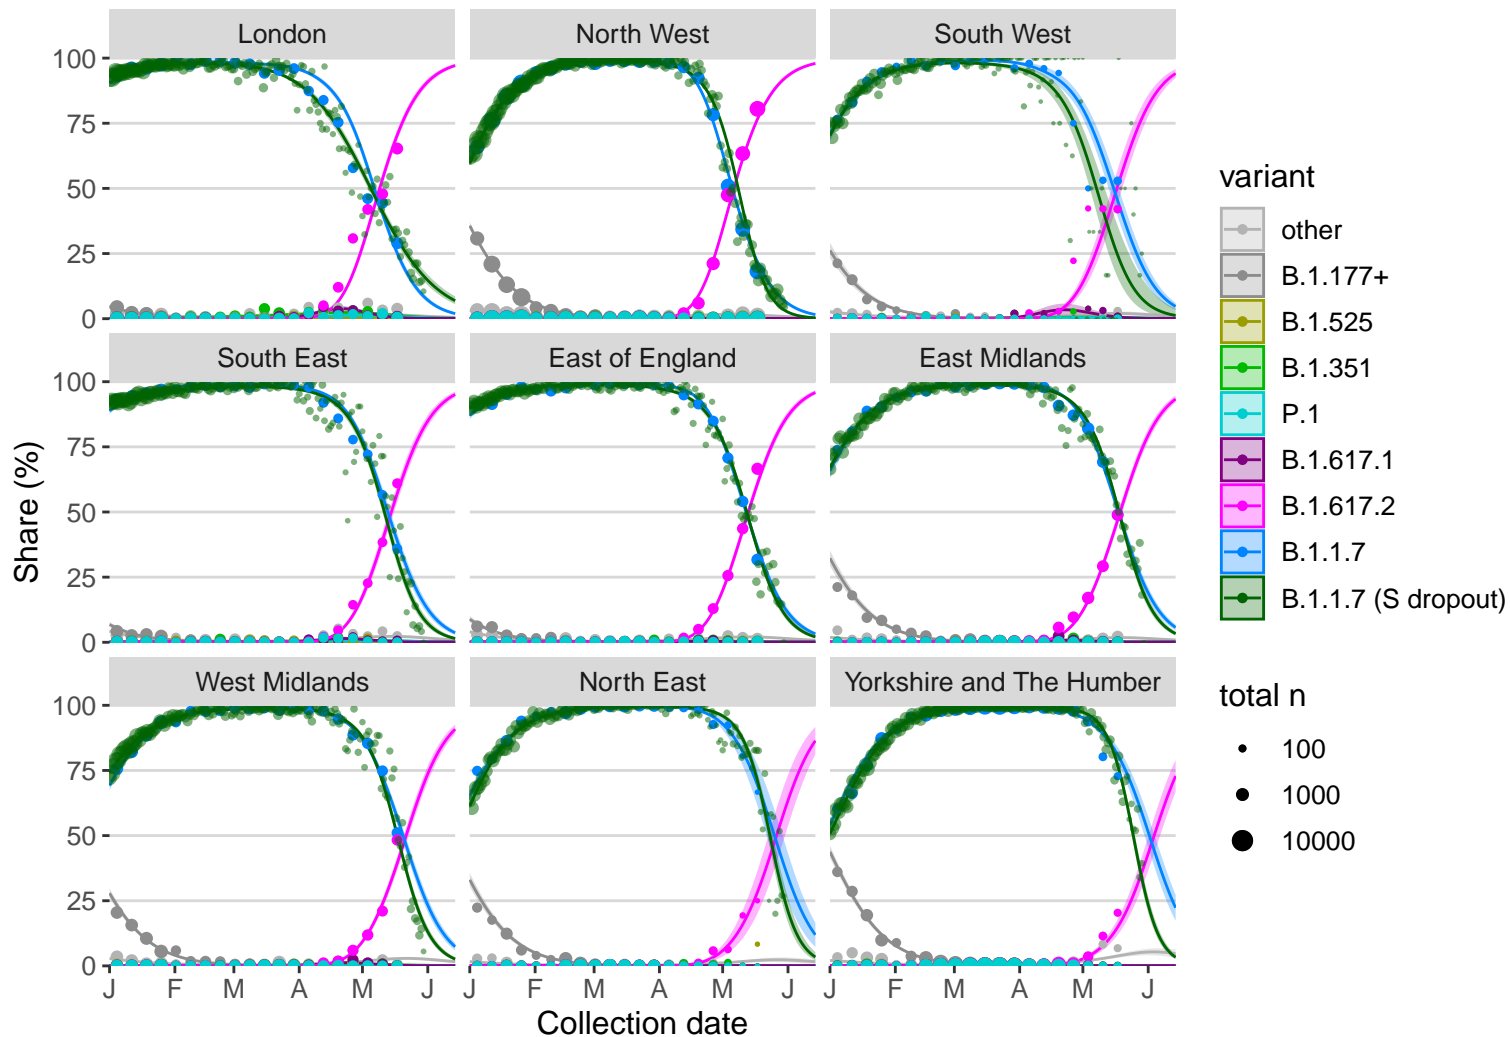 London
North West
South West
100
75
50
25
0
South East
East of England
East Midlands
100
75
50
25
0
West Midlands
North East
Yorkshire and The Humber
100
75
50
25
0
J F M A M J
J F M A M J
J F M A M J
Share (%)
Collection date
variant
other
B.1.177+
B.1.525
B.1.351
P.1
B.1.617.1
B.1.617.2
B.1.1.7
B.1.1.7 (S dropout)
total n
100
1000
10000